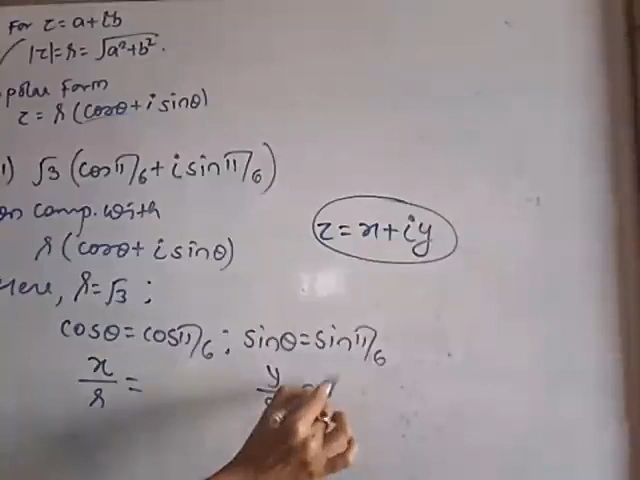 For z = a + ib
|z| = r = √a² + b².
polar form
z = r (cosθ + i sinθ)
1) √3 (cos π/6 + i sin π/6)
on comp. with
r (cosθ + i sinθ)
z = x + iy
Here, r = √3 ;
cosθ = cos π/6 ; sinθ = sin π/6
x/r = y/